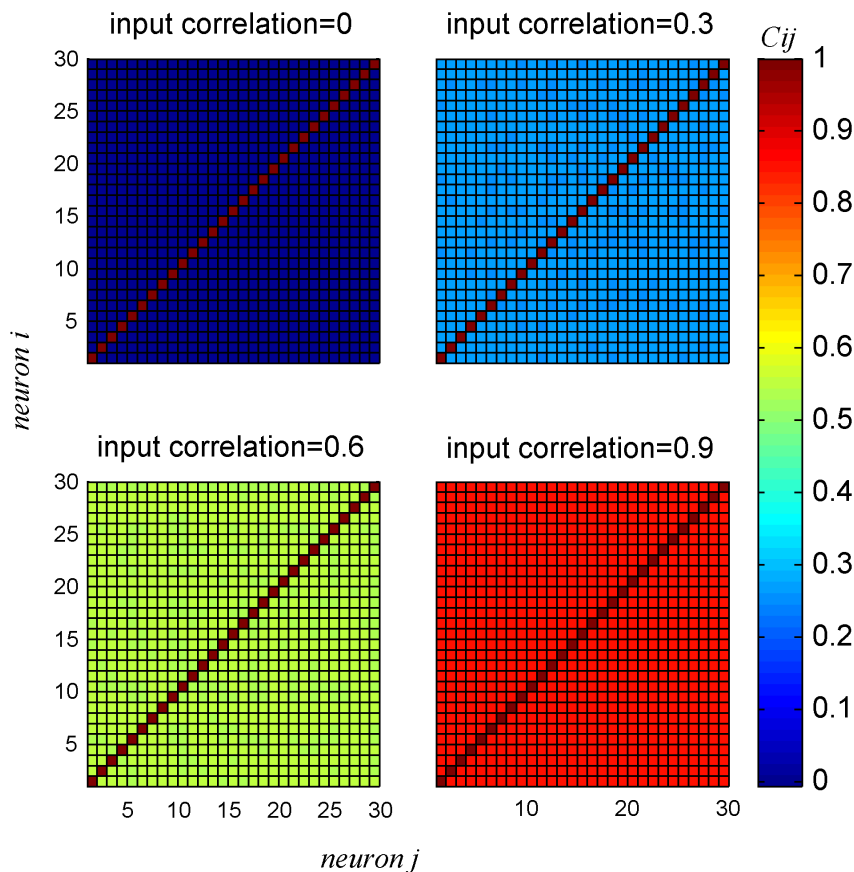 input correlation=0
input correlation=0.3
Cij
30
25
20
15
10
5
neuron i
1
0.9
0.8
0.7
0.6
0.5
0.4
0.3
0.2
0.1
0
input correlation=0.6
input correlation=0.9
30
25
20
15
10
5
5 10 15 20 25 30
10 20 30
neuron j